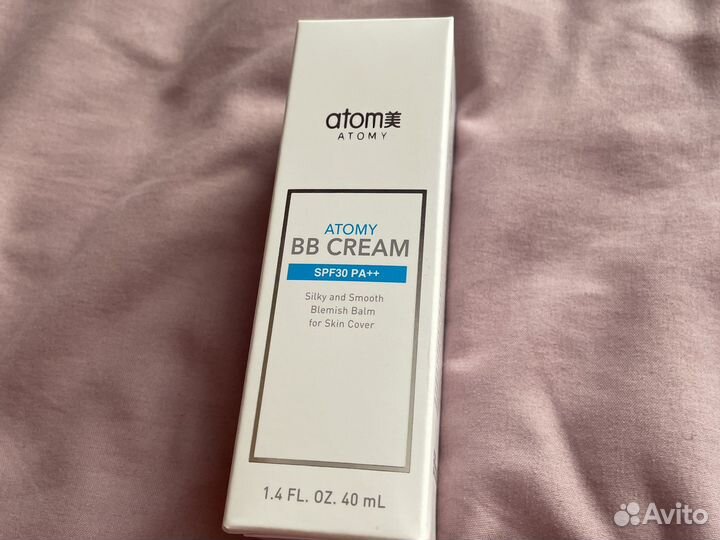 atom美
ATOMY
ATOMY
BB CREAM
SPF30 PA++
Silky and Smooth
Blemish Balm
for Skin Cover
1.4 FL. OZ. 40 mL
Avito